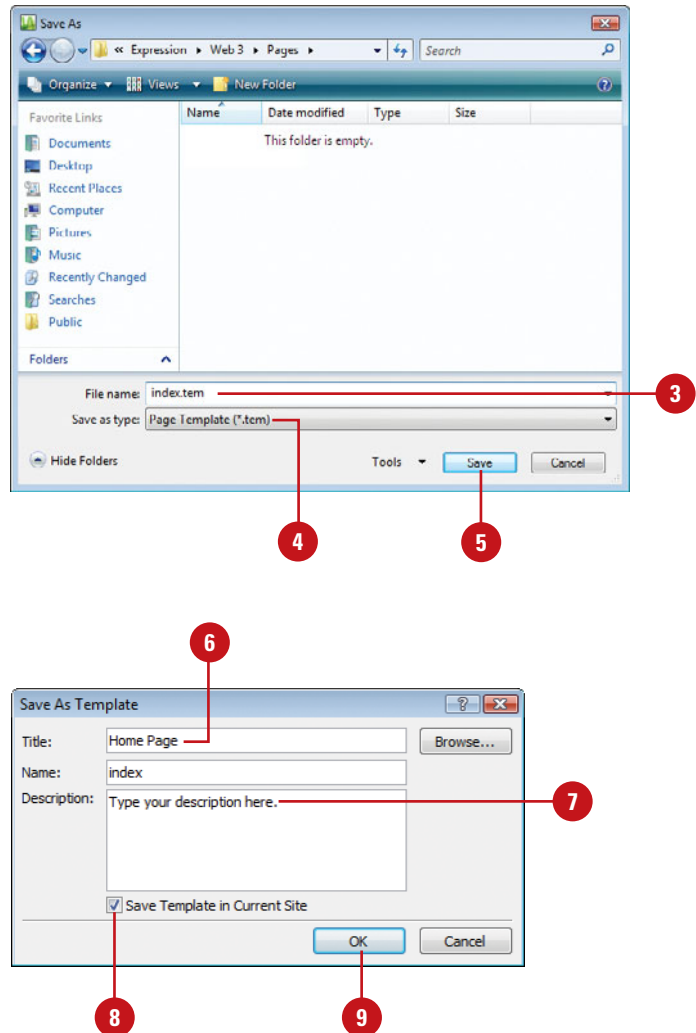 Save As
« Expression ▸ Web 3 ▸ Pages ▸ Search
Organize Views New Folder
Favorite Links
Documents
Desktop
Recent Places
Computer
Pictures
Music
Recently Changed
Searches
Public
Folders
Name Date modified Type Size
This folder is empty.
File name: index.tem
3
Save as type: Page Template (*.tem)
Hide Folders Tools Save Cancel
4 5
6
Save As Template
Title: Home Page Browse...
Name: index
Description: Type your description here.
7
Save Template in Current Site
OK Cancel
8 9